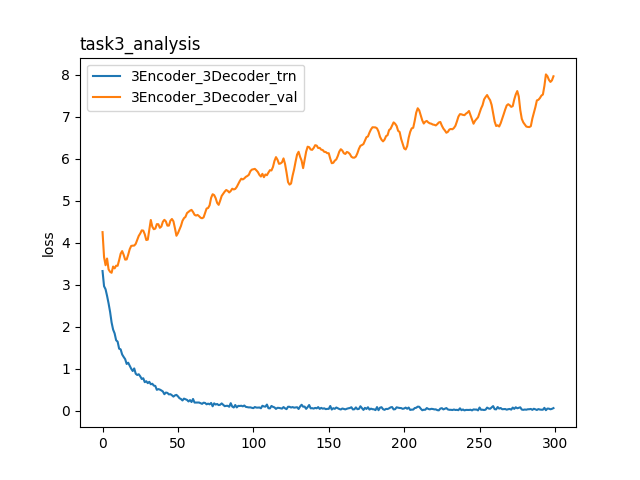 task3_analysis
3Encoder_3Decoder_trn
3Encoder_3Decoder_val
loss
8
7
6
5
4
3
2
1
0
0 50 100 150 200 250 300